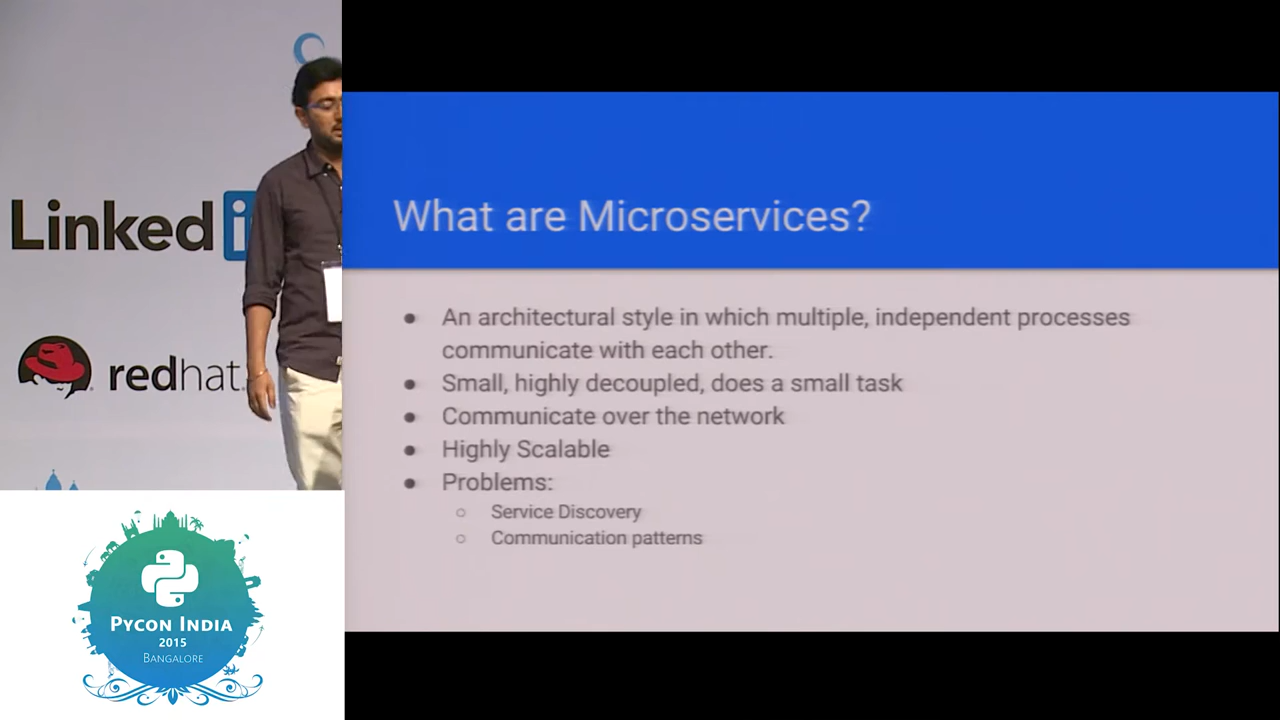 Linkedin
redhat.
What are Microservices?
● An architectural style in which multiple, independent processes
communicate with each other.
● Small, highly decoupled, does a small task
● Communicate over the network
● Highly Scalable
● Problems:
○ Service Discovery
○ Communication patterns
PYCON INDIA
2015
BANGALORE